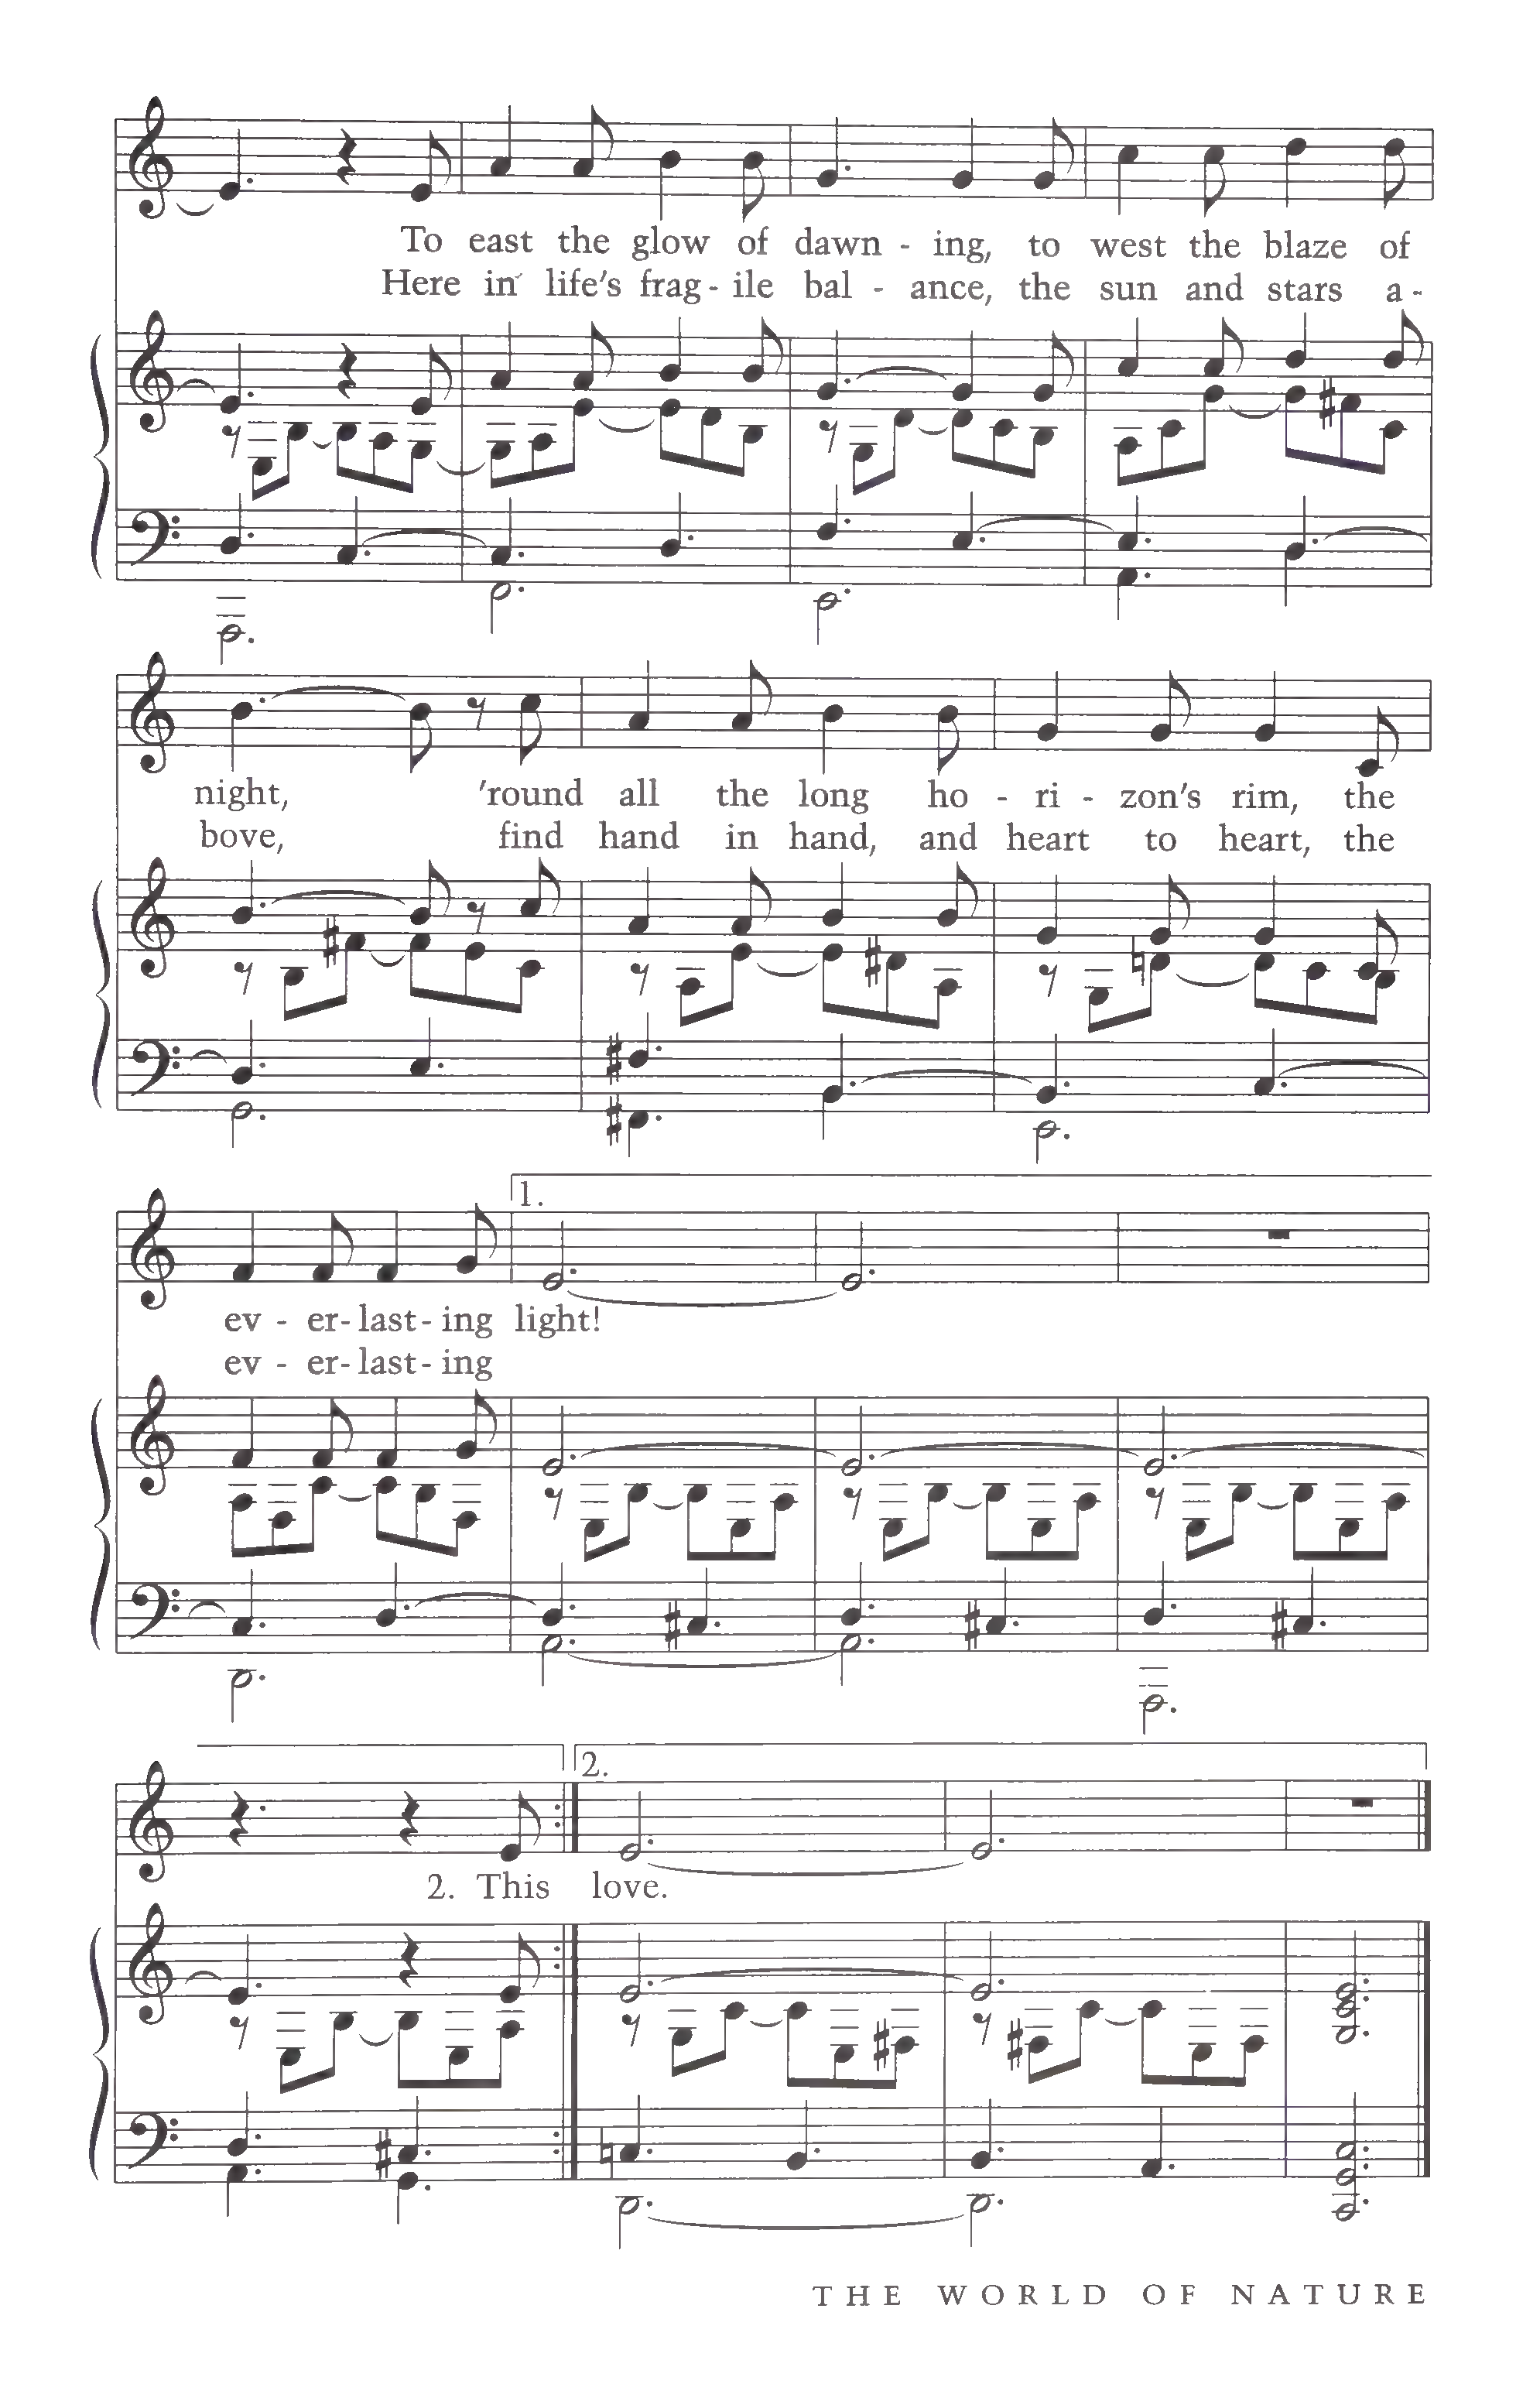 To east the glow of dawn - ing, to west the blaze of
Here in life's frag - ile bal - ance, the sun and stars a -
night, 'round all the long ho - ri - zon's rim, the
bove, find hand in hand, and heart to heart, the
1.
ev - er - last - ing light!
ev - er - last - ing
2.
2. This love.
THE WORLD OF NATURE